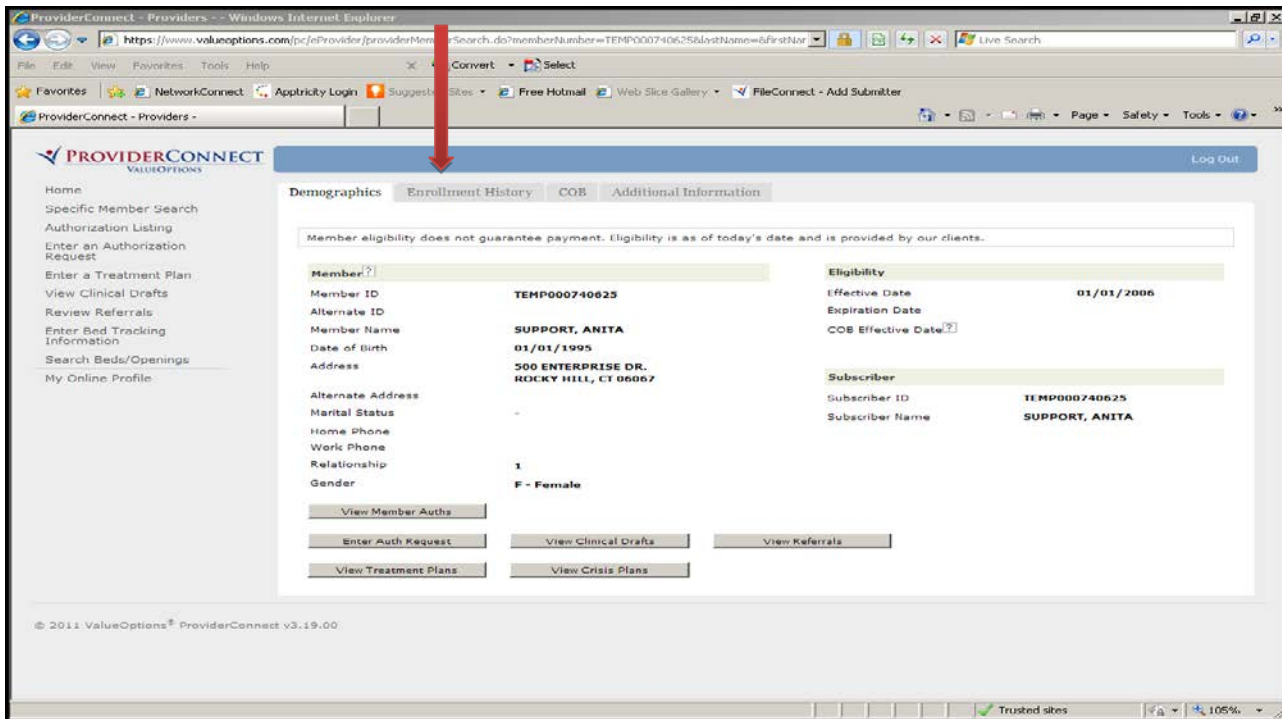 ProviderConnect - Providers - - Windows Internet Explorer
https://www.valueoptions.com/pc/eProvider/providerMem rSearch.do?memberNumber=TEMP000740625&lastName=&firstNar
Live Search
File Edit View Favorites Tools Help
Convert Select
Favorites NetworkConnect Apptricity Login Suggest Sites Free Hotmail Web Slice Gallery FileConnect - Add Submitter
ProviderConnect - Providers -
Page Safety Tools
PROVIDERCONNECT
VALUEOPTIONS
Log Out
Home
Specific Member Search
Authorization Listing
Enter an Authorization
Request
Enter a Treatment Plan
View Clinical Drafts
Review Referrals
Enter Bed Tracking
Information
Search Beds/Openings
My Online Profile
Demographics Enrollment History COB Additional Information
Member eligibility does not guarantee payment. Eligibility is as of today's date and is provided by our clients.
Member ?
Member ID TEMP000740625
Alternate ID
Member Name SUPPORT, ANITA
Date of Birth 01/01/1995
Address 500 ENTERPRISE DR.
ROCKY HILL, CT 06067
Alternate Address
Marital Status -
Home Phone
Work Phone
Relationship 1
Gender F - Female
Eligibility
Effective Date 01/01/2006
Expiration Date
COB Effective Date ?
Subscriber
Subscriber ID TEMP000740625
Subscriber Name SUPPORT, ANITA
View Member Auths
Enter Auth Request View Clinical Drafts View Referrals
View Treatment Plans View Crisis Plans
© 2011 ValueOptions® ProviderConnect v3.19.00
Trusted sites 105%